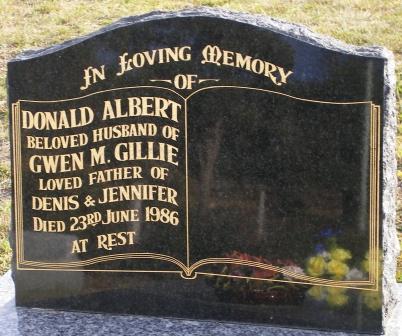 IN LOVING MEMORY
OF
DONALD ALBERT
BELOVED HUSBAND OF
GWEN M. GILLIE
LOVED FATHER OF
DENIS & JENNIFER
DIED 23RD JUNE 1986
AT REST